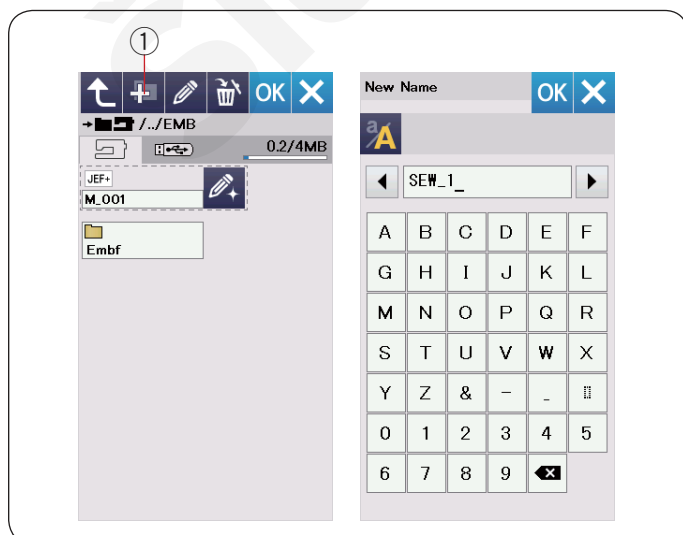 ①
OK
→ /../EMB
0.2/4MB
JEF+
M_001
Embf
New Name
OK
a A
SEW_1_
A B C D E F
G H I J K L
M N O P Q R
S T U V W X
Y Z & – _
0 1 2 3 4 5
6 7 8 9